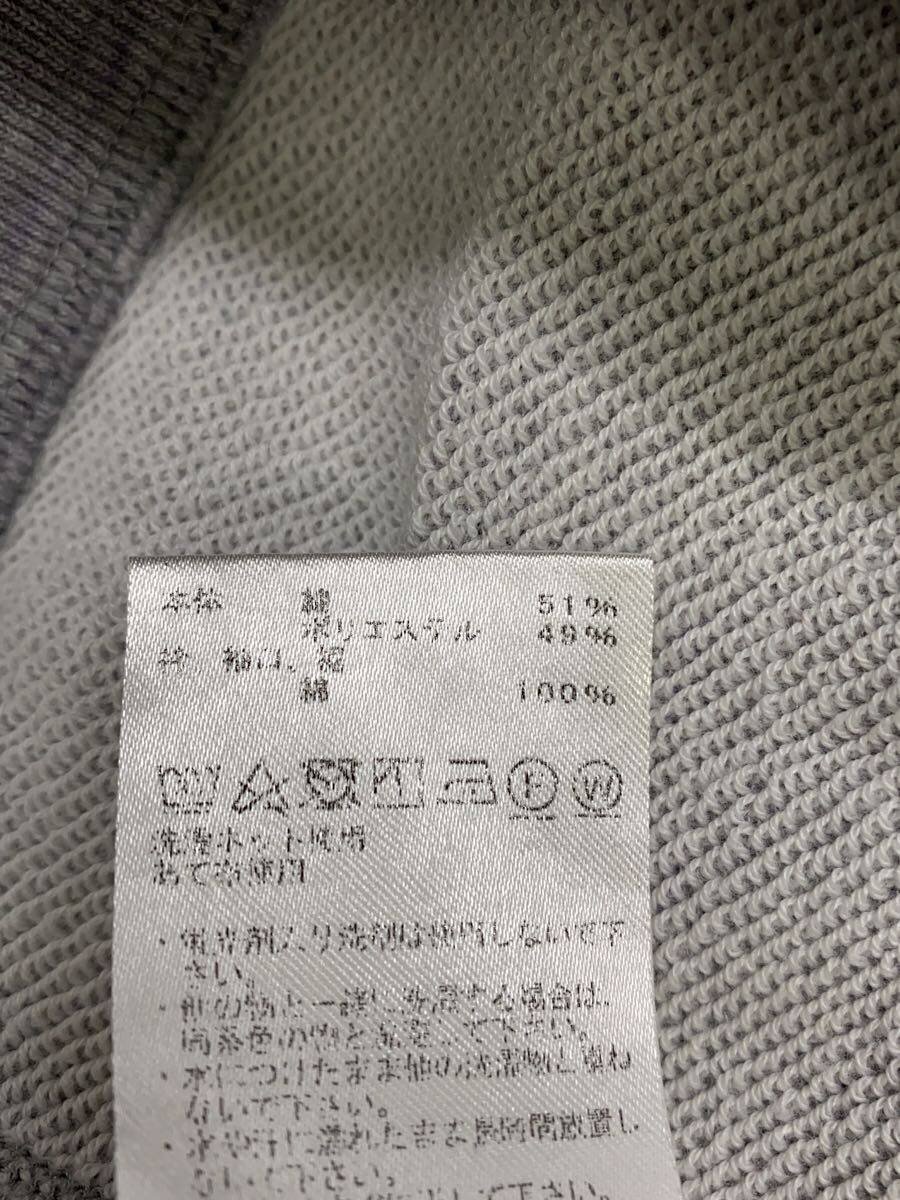 本体 綿 51%
ポリエステル 49%
衿 袖口、裾
綿 100%
W
洗濯ネット使用
あて布使用
・蛍光剤入り洗剤は使用しないで下
さい。
・他の物と一緒に洗濯する場合は、
同系色の物と洗濯して下さい。
・水につけたまま他の洗濯物と重ね
ないで下さい。
・水や汗に濡れたまま長時間放置し
ないで下さい。
下さい。